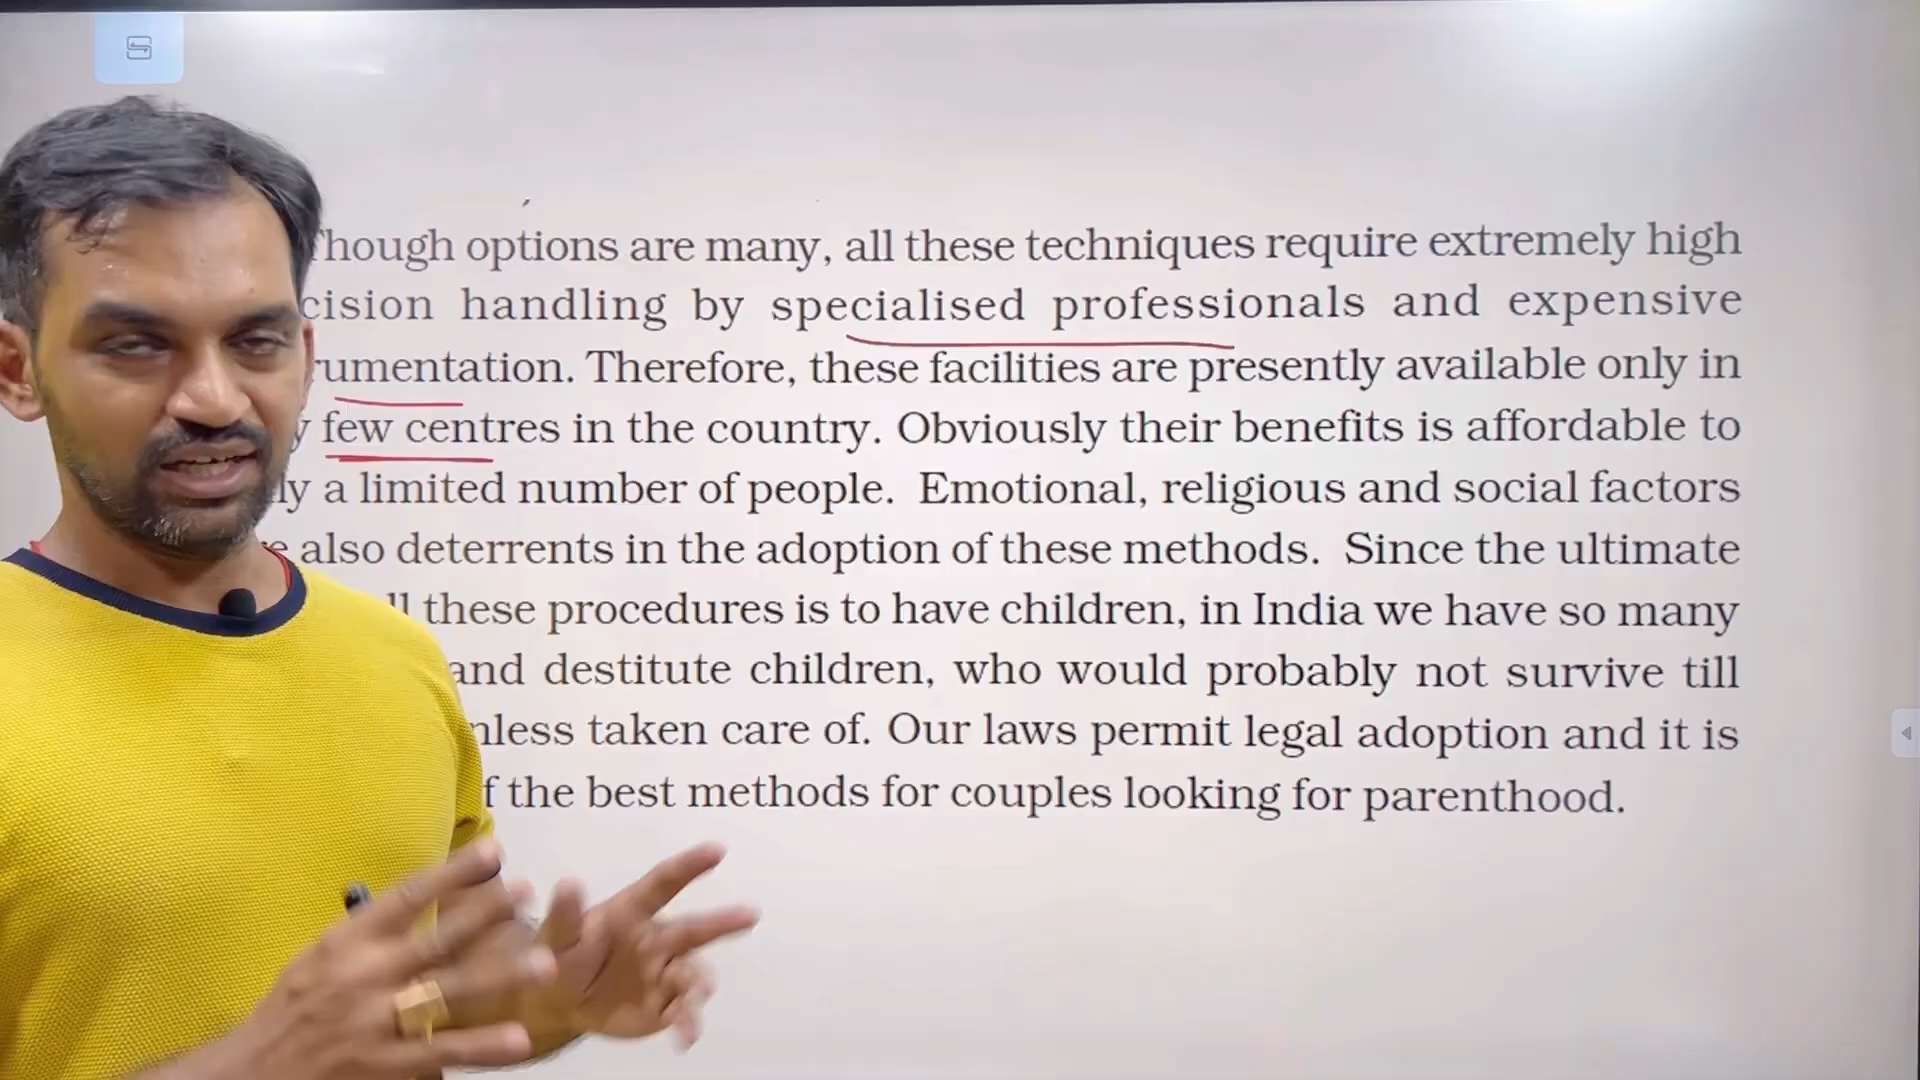 Though options are many, all these techniques require extremely high
handling by specialised professionals and expensive
Therefore, these facilities are presently available only in
few centres in the country. Obviously their benefits is affordable to
a limited number of people. Emotional, religious and social factors
also deterrents in the adoption of these methods. Since the ultimate
these procedures is to have children, in India we have so many
and destitute children, who would probably not survive till
taken care of. Our laws permit legal adoption and it is
the best methods for couples looking for parenthood.